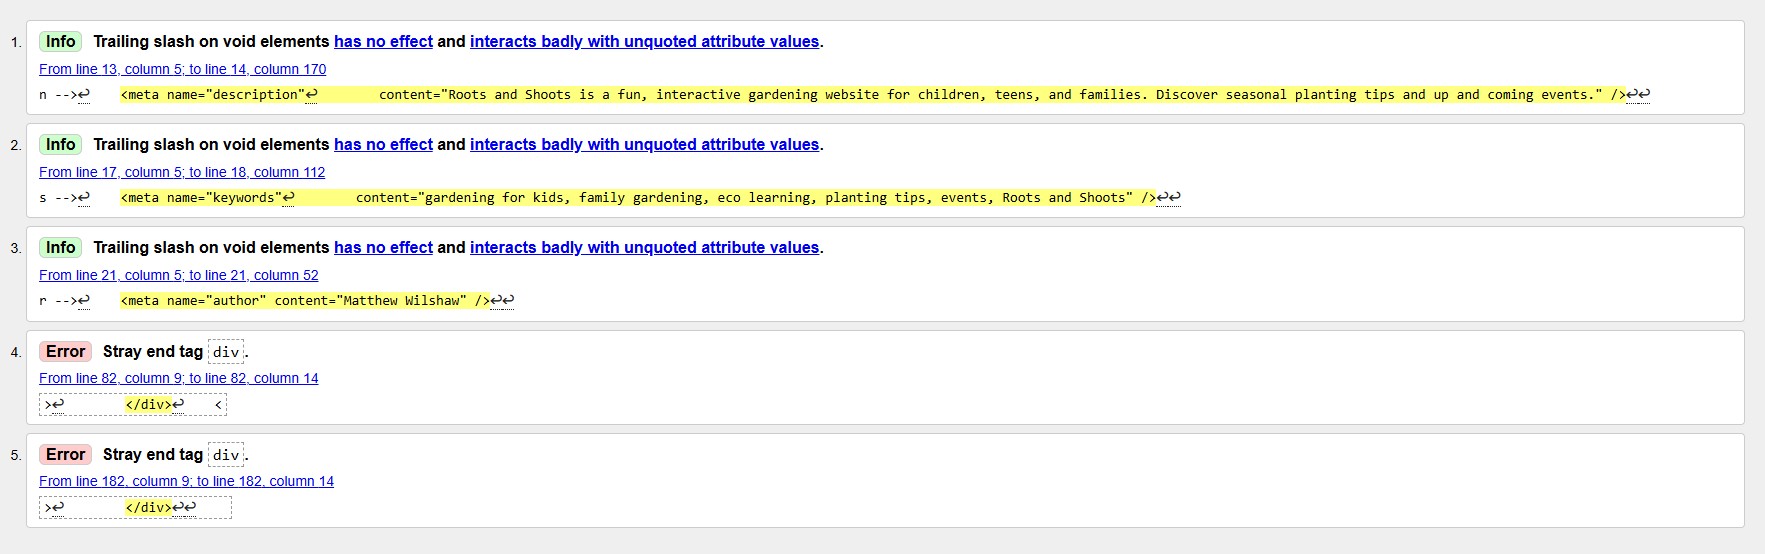 1. Info Trailing slash on void elements has no effect and interacts badly with unquoted attribute values.
From line 13, column 5; to line 14, column 170
n -->↩ <meta name="description"↩ content="Roots and Shoots is a fun, interactive gardening website for children, teens, and families. Discover seasonal planting tips and up and coming events." />↩↩
2. Info Trailing slash on void elements has no effect and interacts badly with unquoted attribute values.
From line 17, column 5; to line 18, column 112
s -->↩ <meta name="keywords"↩ content="gardening for kids, family gardening, eco learning, planting tips, events, Roots and Shoots" />↩↩
3. Info Trailing slash on void elements has no effect and interacts badly with unquoted attribute values.
From line 21, column 5; to line 21, column 52
r -->↩ <meta name="author" content="Matthew Wilshaw" />↩↩
4. Error Stray end tag div.
From line 82, column 9; to line 82, column 14
>↩ </div>↩ <
5. Error Stray end tag div.
From line 182, column 9; to line 182, column 14
>↩ </div>↩↩